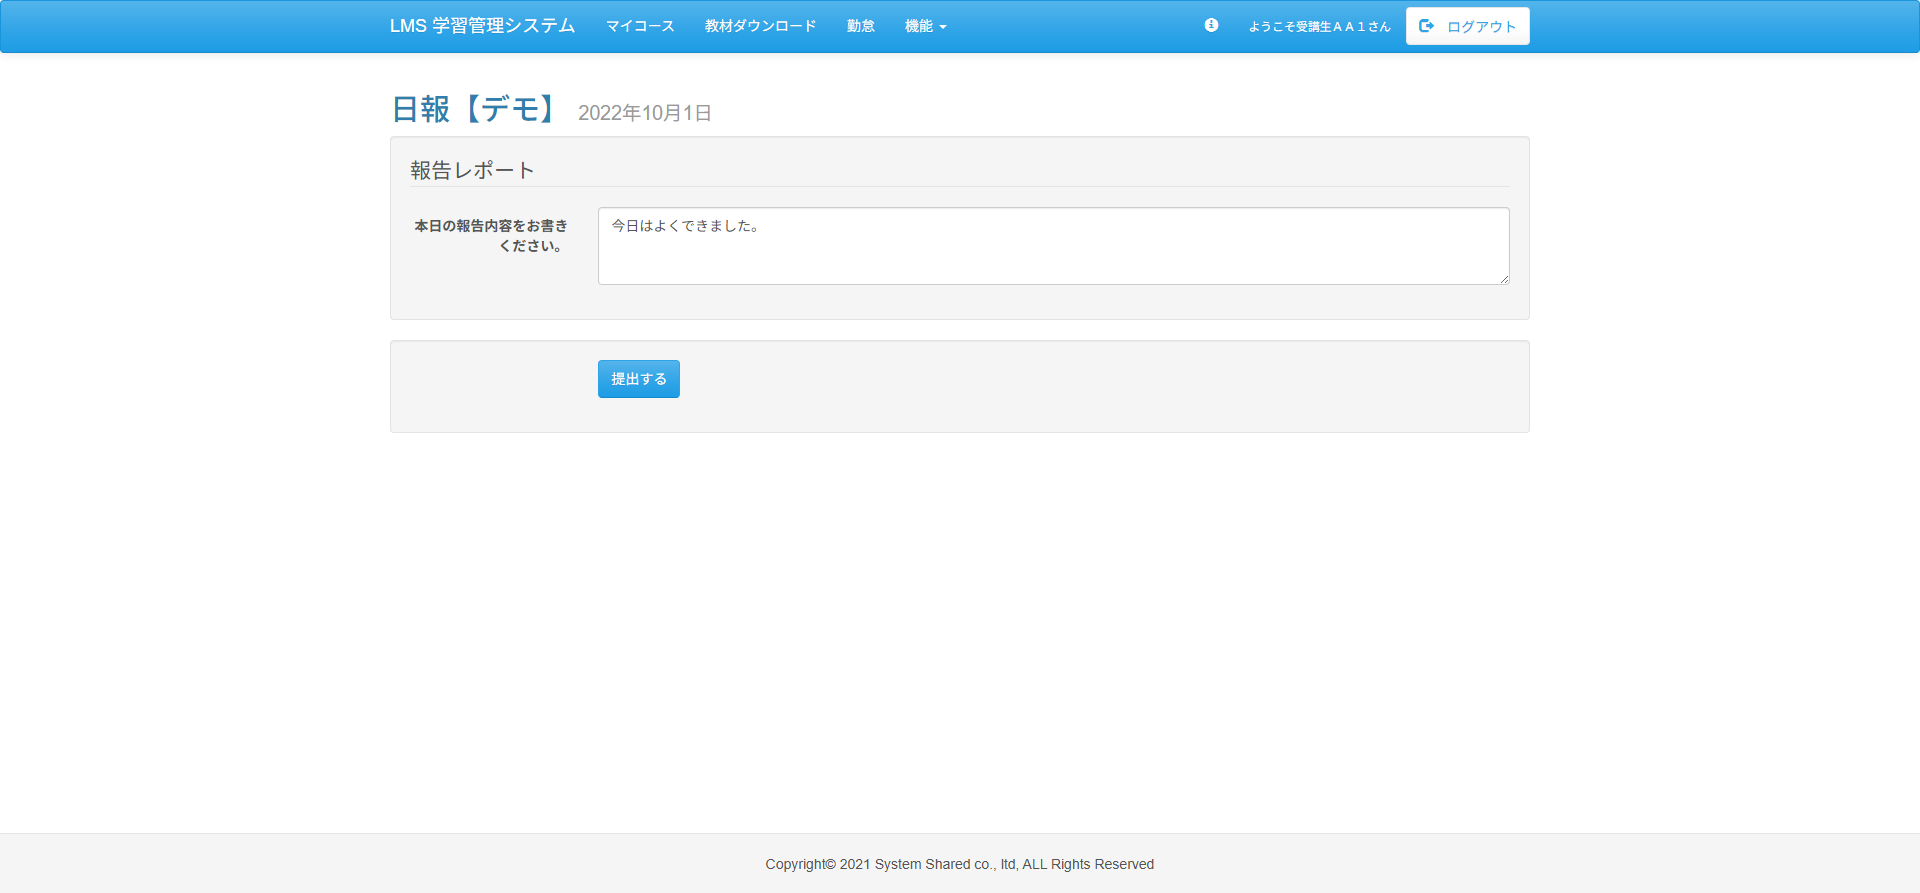 LMS 学習管理システム マイコース 教材ダウンロード 勤怠 機能 ようこそ受講生ＡＡ１さん ログアウト
日報【デモ】 2022年10月1日
報告レポート
本日の報告内容をお書き
ください。
今日はよくできました。
提出する
Copyright© 2021 System Shared co., ltd, ALL Rights Reserved